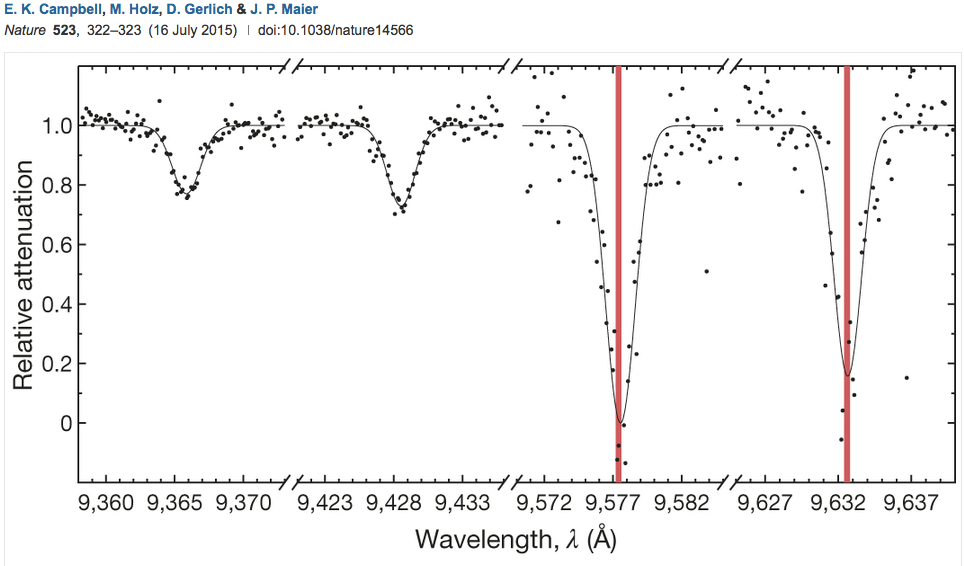 E. K. Campbell, M. Holz, D. Gerlich & J. P. Maier
Nature 523, 322–323 (16 July 2015) | doi:10.1038/nature14566
Relative attenuation
1.0
0.8
0.6
0.4
0.2
0
9,360 9,365 9,370 9,423 9,428 9,433 9,572 9,577 9,582 9,627 9,632 9,637
Wavelength, λ (Å)